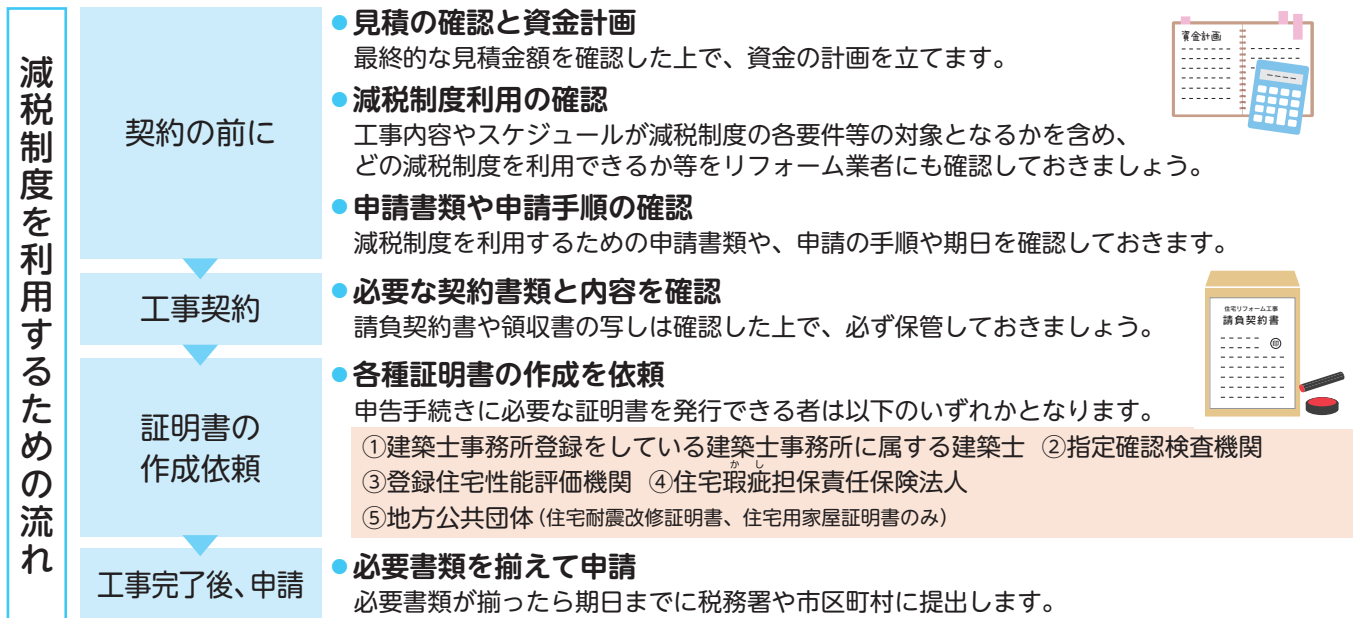 減税制度を利用するための流れ
契約の前に
●見積の確認と資金計画
最終的な見積金額を確認した上で、資金の計画を立てます。
●減税制度利用の確認
工事内容やスケジュールが減税制度の各要件等の対象となるかを含め、
どの減税制度を利用できるか等をリフォーム業者にも確認しておきましょう。
●申請書類や申請手順の確認
減税制度を利用するための申請書類や、申請の手順や期日を確認しておきます。
資金計画
工事契約
●必要な契約書類と内容を確認
請負契約書や領収書の写しは確認した上で、必ず保管しておきましょう。
住宅リフォーム工事
請負契約書
印
証明書の
作成依頼
●各種証明書の作成を依頼
申告手続きに必要な証明書を発行できる者は以下のいずれかとなります。
①建築士事務所登録をしている建築士事務所に属する建築士 ②指定確認検査機関
かし
③登録住宅性能評価機関 ④住宅瑕疵担保責任保険法人
⑤地方公共団体(住宅耐震改修証明書、住宅用家屋証明書のみ)
工事完了後、申請
●必要書類を揃えて申請
必要書類が揃ったら期日までに税務署や市区町村に提出します。